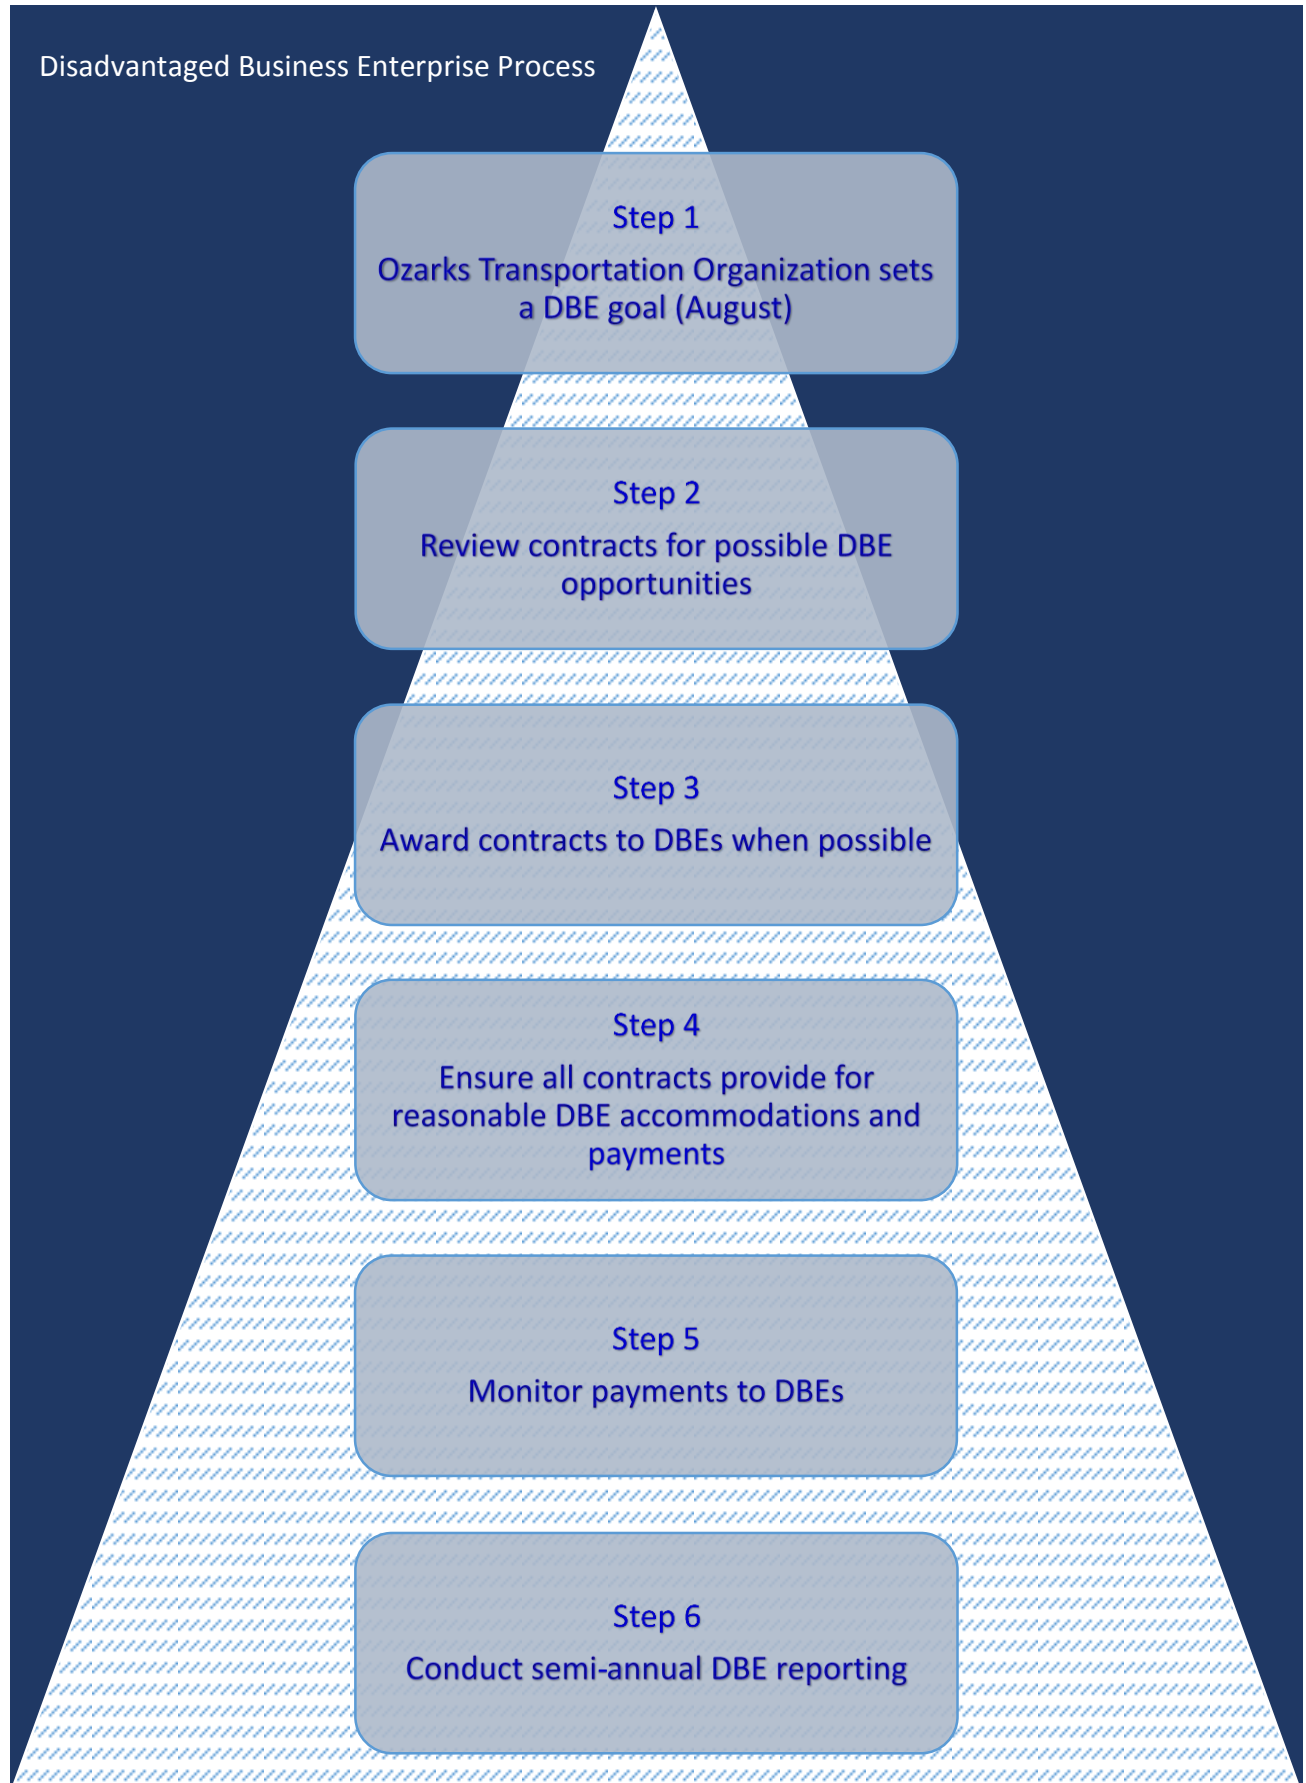 Disadvantaged Business Enterprise Process
Step 1
Ozarks Transportation Organization sets
a DBE goal (August)
Step 2
Review contracts for possible DBE
opportunities
Step 3
Award contracts to DBEs when possible
Step 4
Ensure all contracts provide for
reasonable DBE accommodations and
payments
Step 5
Monitor payments to DBEs
Step 6
Conduct semi-annual DBE reporting